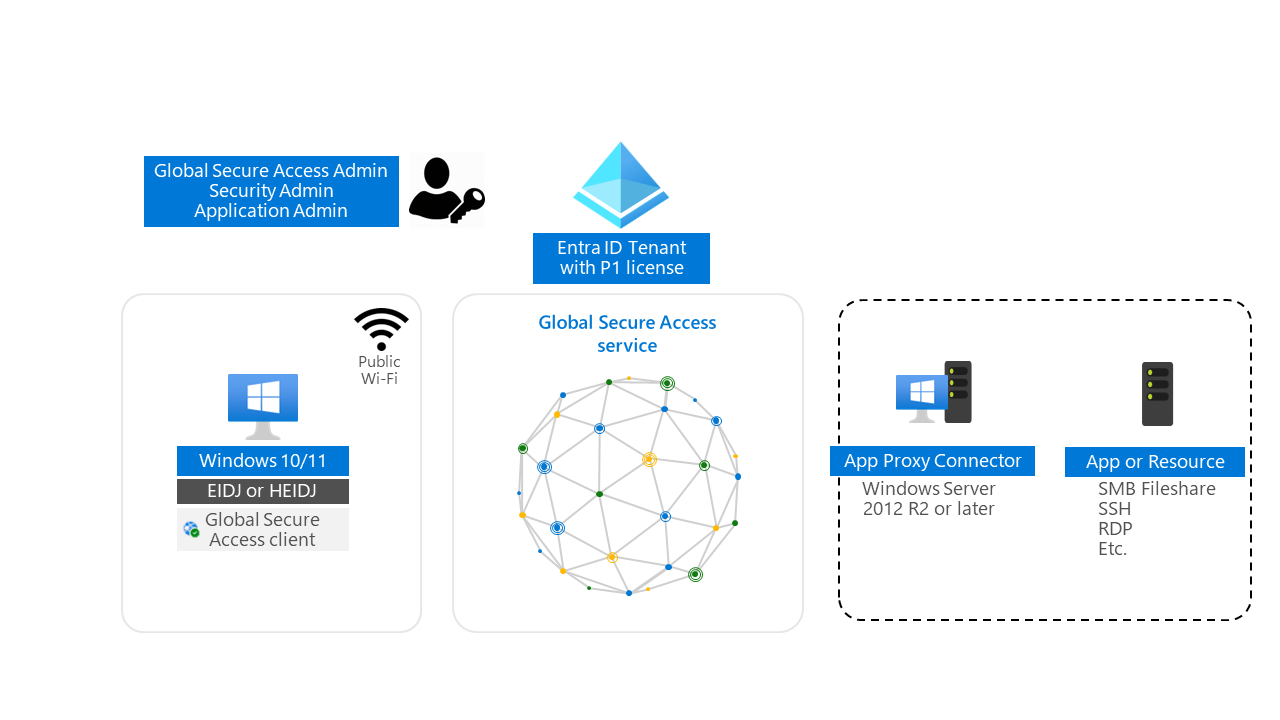 Global Secure Access Admin
Security Admin
Application Admin
Entra ID Tenant
with P1 license
Public
Wi-Fi
Windows 10/11
EIDJ or HEIDJ
Global Secure
Access client
Global Secure Access
service
App Proxy Connector
Windows Server
2012 R2 or later
App or Resource
SMB Fileshare
SSH
RDP
Etc.